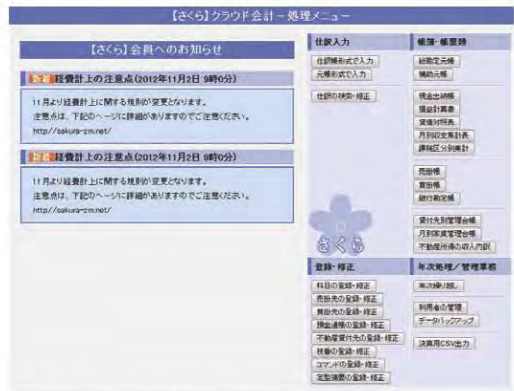 【さくら】クラウド会計 - 処理メニュー
【さくら】会員へのお知らせ
新着 経費計上の注意点(2012年11月2日 9時0分)
11月より経費計上に関する規則が変更となります。
注意点は、下記のページに詳細がありますのでご注意ください。
http://sakura-zm.net/
新着 経費計上の注意点(2012年11月2日 9時0分)
11月より経費計上に関する規則が変更となります。
注意点は、下記のページに詳細がありますのでご注意ください。
http://sakura-zm.net/
仕訳入力
仕訳帳形式で入力
元帳形式で入力
仕訳の検索・修正
さくら
帳簿・帳票類
総勘定元帳
補助元帳
現金出納帳
損益計算書
貸借対照表
月別収支集計表
課税区分別集計
売掛帳
買掛帳
銀行勘定帳
貸付先別管理台帳
月別家賃管理台帳
不動産所得の収入内訳
登録・修正
科目の登録・修正
売掛先の登録・修正
買掛先の登録・修正
預金通帳の登録・修正
不動産貸付先の登録・修正
枝番の登録・修正
コマンドの登録・修正
定型摘要の登録・修正
年次処理／管理事務
年次繰り越し
利用者の管理
データバックアップ
決算用CSV出力